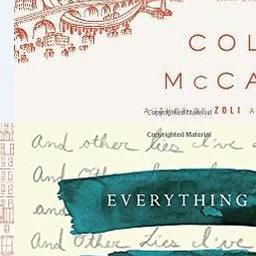 COL
McCA
ZOLI
Copyrighted Material
Copyrighted Material
and other lies I've
And
and
EVERYTHING
And Other Lies I've